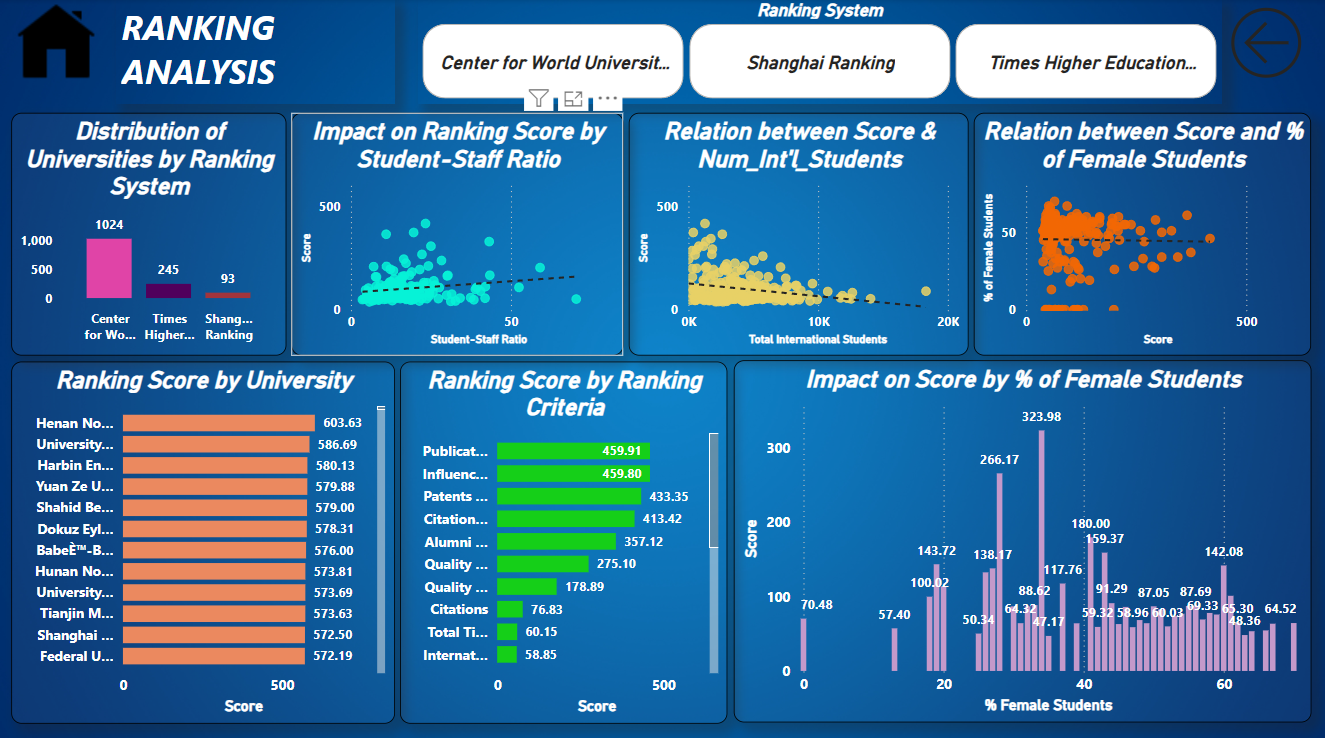 RANKING
ANALYSIS
Ranking System
Center for World Universit...
Shanghai Ranking
Times Higher Education...
Distribution of
Universities by Ranking
System
1,000
500
0
1024
245
93
Center
for Wo...
Times
Higher...
Shang...
Ranking
Impact on Ranking Score by
Student-Staff Ratio
Score
500
0
0
50
Student-Staff Ratio
Relation between Score &
Num_Int'l_Students
Score
500
0
0K
10K
20K
Total International Students
Relation between Score and %
of Female Students
% of Female Students
50
0
0
500
Score
Ranking Score by University
Henan No... 603.63
University... 586.69
Harbin En... 580.13
Yuan Ze U... 579.88
Shahid Be... 579.00
Dokuz Eyl... 578.31
BabeÈ™-B... 576.00
Hunan No... 573.81
University... 573.69
Tianjin M... 573.63
Shanghai ... 572.50
Federal U... 572.19
0
500
Score
Ranking Score by Ranking
Criteria
Publicat... 459.91
Influenc... 459.80
Patents ... 433.35
Citation... 413.42
Alumni ... 357.12
Quality ... 275.10
Quality ... 178.89
Citations 76.83
Total Ti... 60.15
Internat... 58.85
0
500
Score
Impact on Score by % of Female Students
Score
300
200
100
0
70.48
57.40
100.02
143.72
50.34
138.17
266.17
64.32
88.62
323.98
47.17
117.76
180.00
59.32
159.37
91.29
58.96
87.05
60.03
87.69
69.33
142.08
65.30
48.36
64.52
0
20
40
60
% Female Students